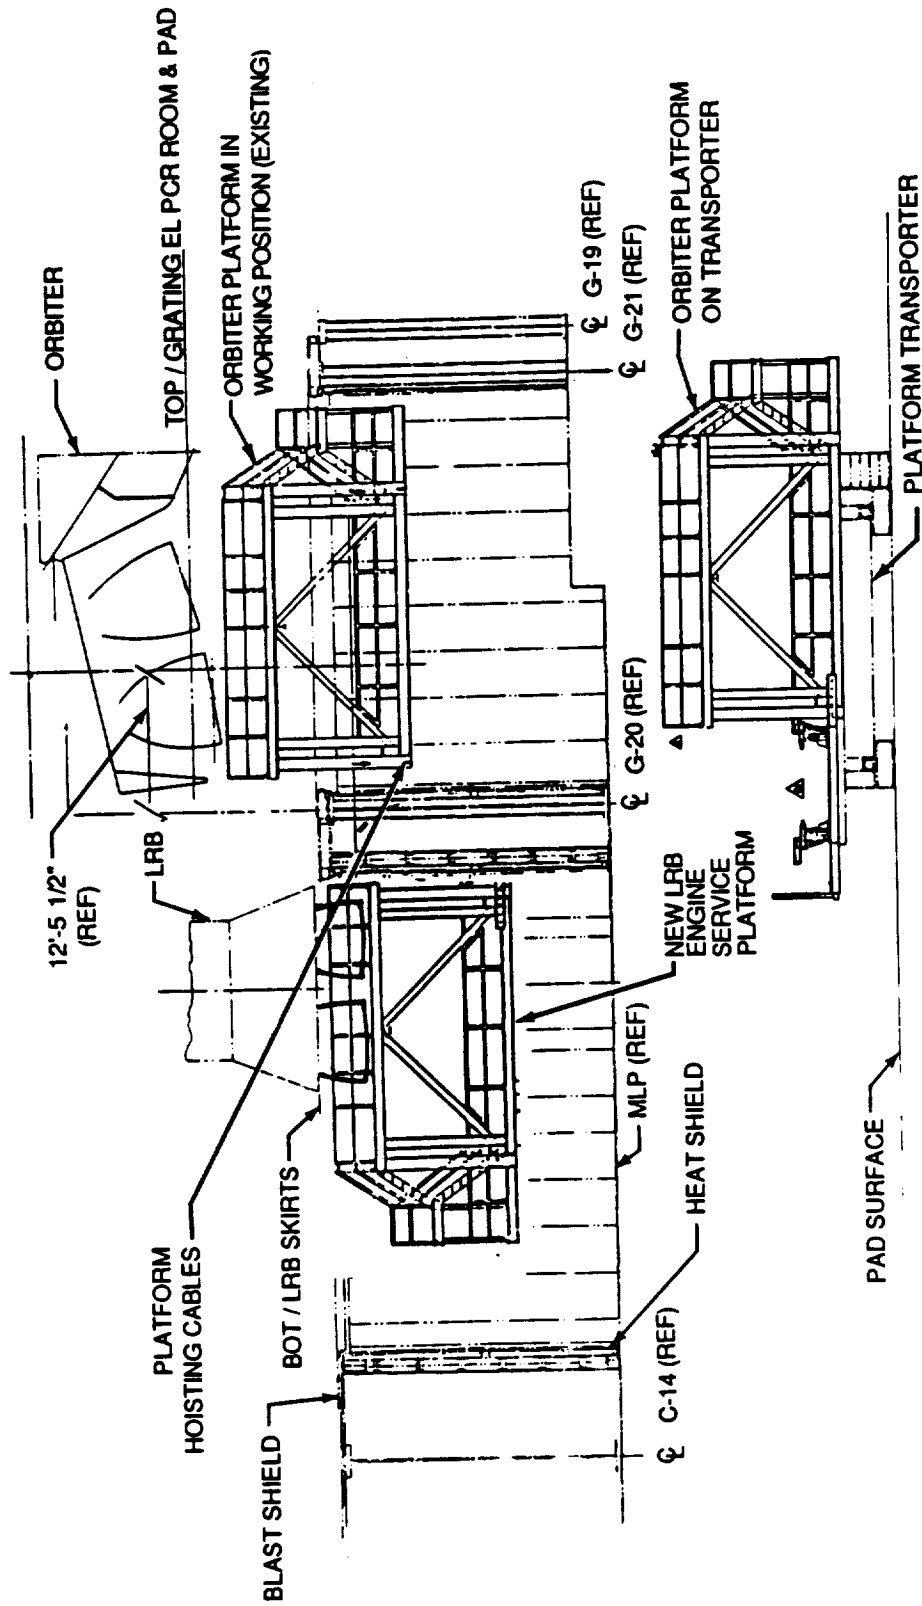 ORBITER
TOP / GRATING EL PCR ROOM & PAD
ORBITER PLATFORM IN
WORKING POSITION (EXISTING)
12'-5 1/2"
(REF)
LRB
PLATFORM
HOISTING CABLES
BOT / LRB SKIRTS
BLAST SHIELD
℄ G-19 (REF)
℄ G-21 (REF)
℄ G-20 (REF)
℄ C-14 (REF)
ORBITER PLATFORM
ON TRANSPORTER
NEW LRB
ENGINE
SERVICE
PLATFORM
MLP (REF)
HEAT SHIELD
PAD SURFACE
PLATFORM TRANSPORTER